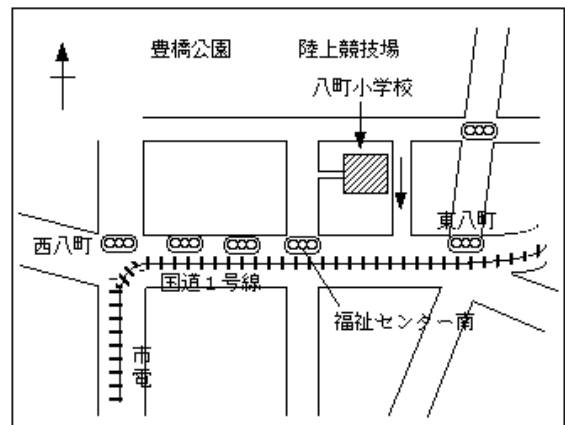 豊橋公園
陸上競技場
八町小学校
東八町
西八町
国道１号線
福祉センター南
市電